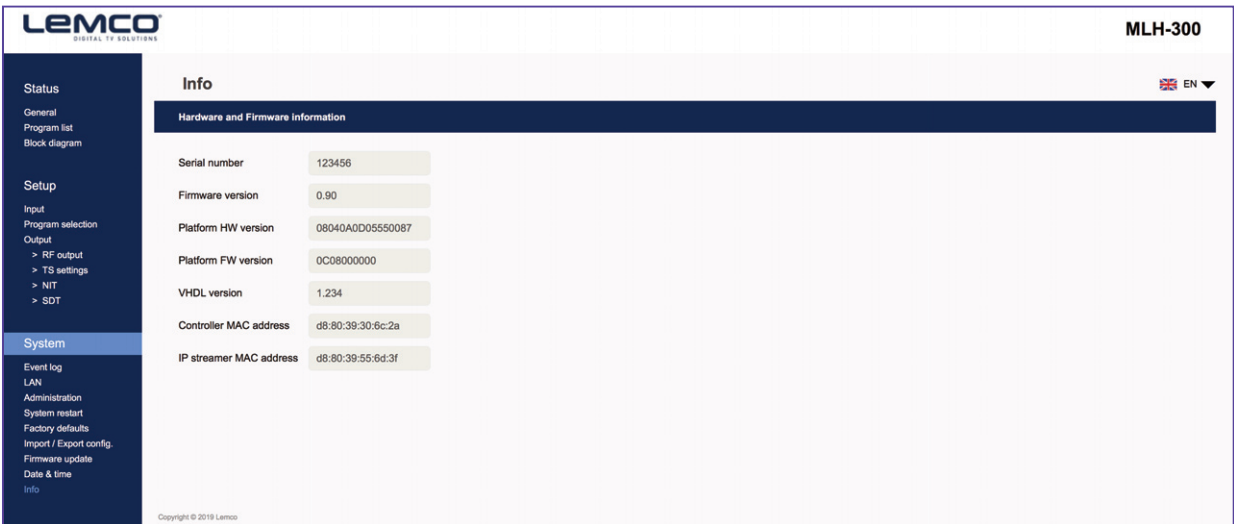 LEMCO
DIGITAL TV SOLUTIONS
MLH-300
Status
General
Program list
Block diagram
Setup
Input
Program selection
Output
> RF output
> TS settings
> NIT
> SDT
System
Event log
LAN
Administration
System restart
Factory defaults
Import / Export config.
Firmware update
Date & time
Info
Info
EN
Hardware and Firmware information
Serial number 123456
Firmware version 0.90
Platform HW version 08040A0D05550087
Platform FW version 0C08000000
VHDL version 1.234
Controller MAC address d8:80:39:30:6c:2a
IP streamer MAC address d8:80:39:55:6d:3f
Copyright © 2019 Lemco